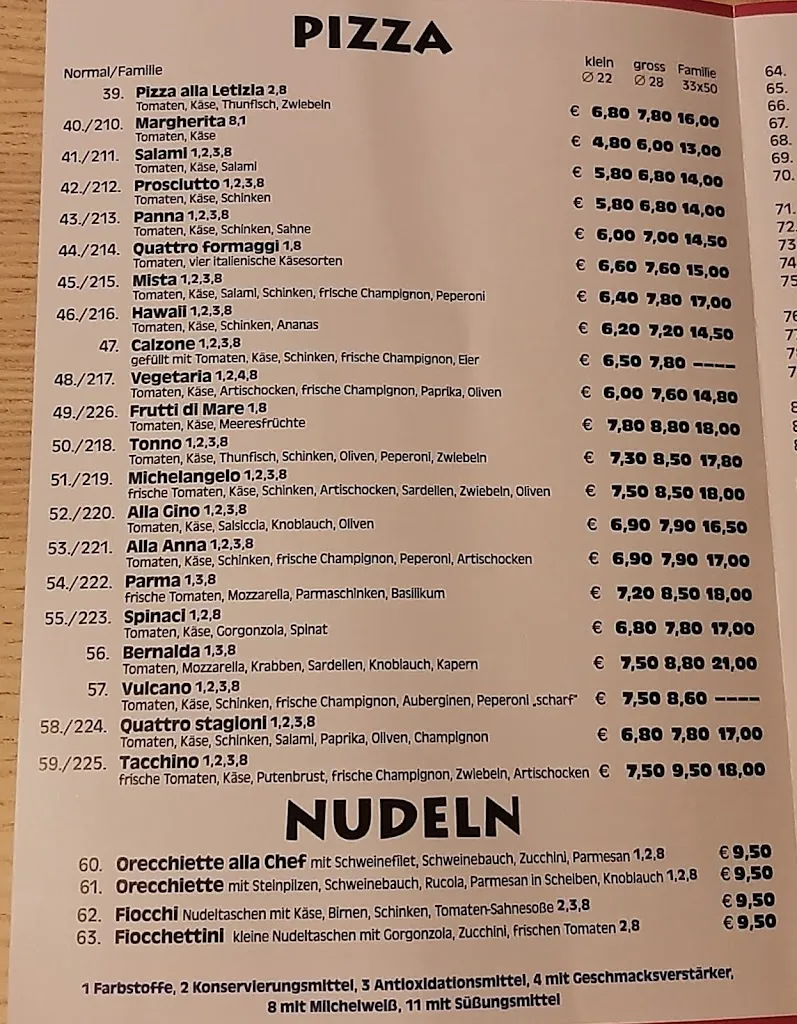 PIZZA
Normal/Familie
klein gross Familie
Ø 22 Ø 28 33x50
39. Pizza alla Letizia 2,8
Tomaten, Käse, Thunfisch, Zwiebeln
€ 6,80 7,80 16,00
40./210. Margherita 8,1
Tomaten, Käse
€ 4,80 6,00 13,00
41./211. Salami 1,2,3,8
Tomaten, Käse, Salami
€ 5,80 6,80 14,00
42./212. Prosciutto 1,2,3,8
Tomaten, Käse, Schinken
€ 5,80 6,80 14,00
43./213. Panna 1,2,3,8
Tomaten, Käse, Schinken, Sahne
€ 6,00 7,00 14,50
44./214. Quattro formaggi 1,8
Tomaten, vier italienische Käsesorten
€ 6,60 7,60 15,00
45./215. Mista 1,2,3,8
Tomaten, Käse, Salami, Schinken, frische Champignon, Peperoni
€ 6,40 7,80 17,00
46./216. Hawaii 1,2,3,8
Tomaten, Käse, Schinken, Ananas
€ 6,20 7,20 14,50
47. Calzone 1,2,3,8
gefüllt mit Tomaten, Käse, Schinken, frische Champignon, Eier
€ 6,50 7,80 ----
48./217. Vegetaria 1,2,4,8
Tomaten, Käse, Artischocken, frische Champignon, Paprika, Oliven
€ 6,00 7,60 14,80
49./226. Frutti di Mare 1,8
Tomaten, Käse, Meeresfrüchte
€ 7,80 8,80 18,00
50./218. Tonno 1,2,3,8
Tomaten, Käse, Thunfisch, Schinken, Oliven, Peperoni, Zwiebeln
€ 7,30 8,50 17,80
51./219. Michelangelo 1,2,3,8
frische Tomaten, Käse, Schinken, Artischocken, Sardellen, Zwiebeln, Oliven
€ 7,50 8,50 18,00
52./220. Alla Gino 1,2,3,8
Tomaten, Käse, Salsiccia, Knoblauch, Oliven
€ 6,90 7,90 16,50
53./221. Alla Anna 1,2,3,8
Tomaten, Käse, Schinken, frische Champignon, Peperoni, Artischocken
€ 6,90 7,90 17,00
54./222. Parma 1,3,8
frische Tomaten, Mozzarella, Parmaschinken, Basilikum
€ 7,20 8,50 18,00
55./223. Spinaci 1,2,8
Tomaten, Käse, Gorgonzola, Spinat
€ 6,80 7,80 17,00
56. Bernalda 1,3,8
Tomaten, Mozzarella, Krabben, Sardellen, Knoblauch, Kapern
€ 7,50 8,80 21,00
57. Vulcano 1,2,3,8
Tomaten, Käse, Schinken, frische Champignon, Auberginen, Peperoni „scharf"
€ 7,50 8,60 ----
58./224. Quattro stagioni 1,2,3,8
Tomaten, Käse, Schinken, Salami, Paprika, Oliven, Champignon
€ 6,80 7,80 17,00
59./225. Tacchino 1,2,3,8
frische Tomaten, Käse, Putenbrust, frische Champignon, Zwiebeln, Artischocken
€ 7,50 9,50 18,00
NUDELN
60. Orecchiette alla Chef mit Schweinefilet, Schweinebauch, Zucchini, Parmesan 1,2,8 € 9,50
61. Orecchiette mit Steinpilzen, Schweinebauch, Rucola, Parmesan in Scheiben, Knoblauch 1,2,8 € 9,50
62. Fiocchi Nudeltaschen mit Käse, Birnen, Schinken, Tomaten-Sahnesoße 2,3,8 € 9,50
63. Fiocchettini kleine Nudeltaschen mit Gorgonzola, Zucchini, frischen Tomaten 2,8 € 9,50
1 Farbstoffe, 2 Konservierungsmittel, 3 Antioxidationsmittel, 4 mit Geschmacksverstärker,
8 mit Milcheiweiß, 11 mit Süßungsmittel
64.
65.
66.
67.
68.
69.
70.
71.
72.
73
74
75